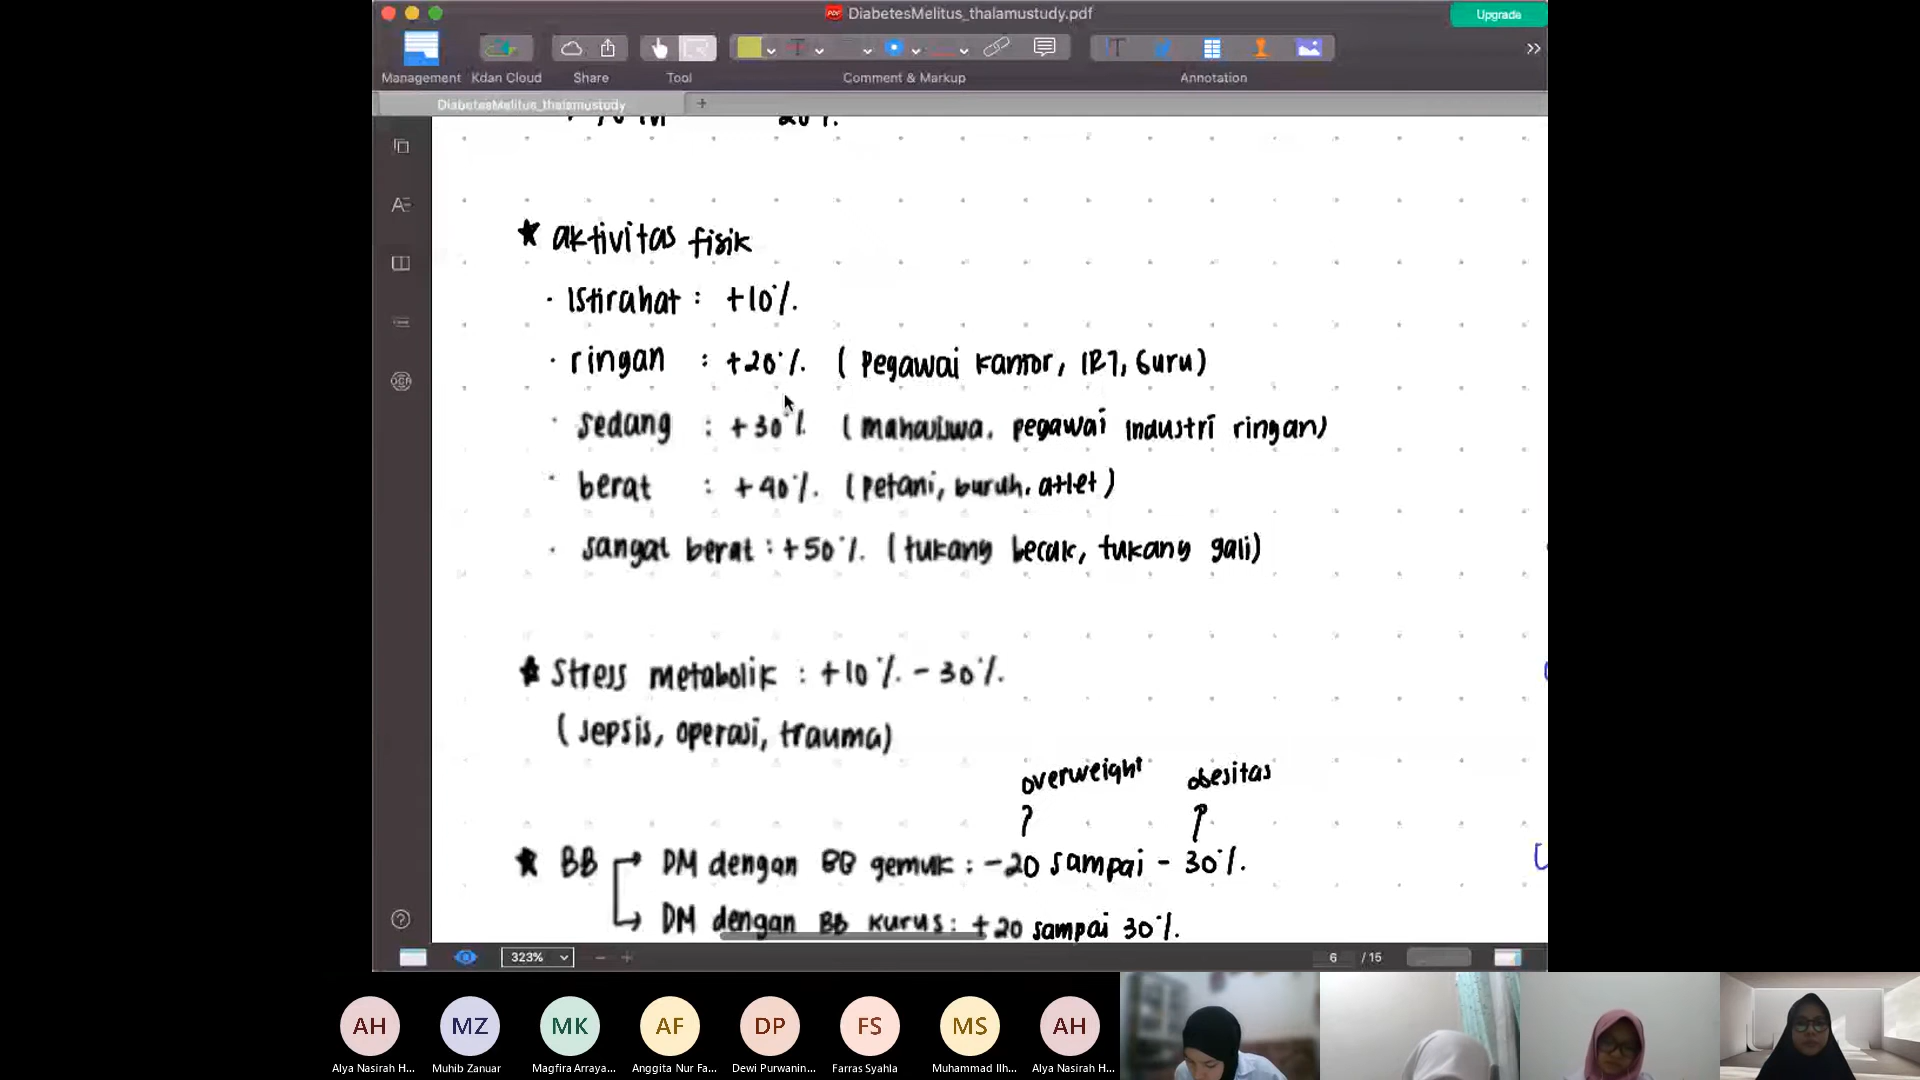 DiabetesMelitus_thalamustudy.pdf
Upgrade
Management Kdan Cloud Share Tool Comment & Markup Annotation
DiabetesMelitus_thalamustudy
20%.
★ aktivitas fisik
· Istirahat : +10%.
· ringan : +20%. (Pegawai kantor, IRT, Guru)
· sedang : +30%. (mahasiswa, pegawai industri ringan)
· berat : +40%. (petani, buruh, atlet)
· sangat berat : +50%. (tukang becak, tukang gali)
★ Stress metabolik : +10%. - 30%.
(sepsis, operasi, trauma)
overweight obesitas
★ BB → DM dengan BB gemuk : -20 sampai - 30%.
→ DM dengan BB kurus : +20 sampai 30%.
323% 6 / 15
AH MZ MK AF DP FS MS AH
Alya Nasirah H... Muhib Zanuar Magfira Arraya... Anggita Nur Fa... Dewi Purwanin... Farras Syahla Muhammad Ilh... Alya Nasirah H...